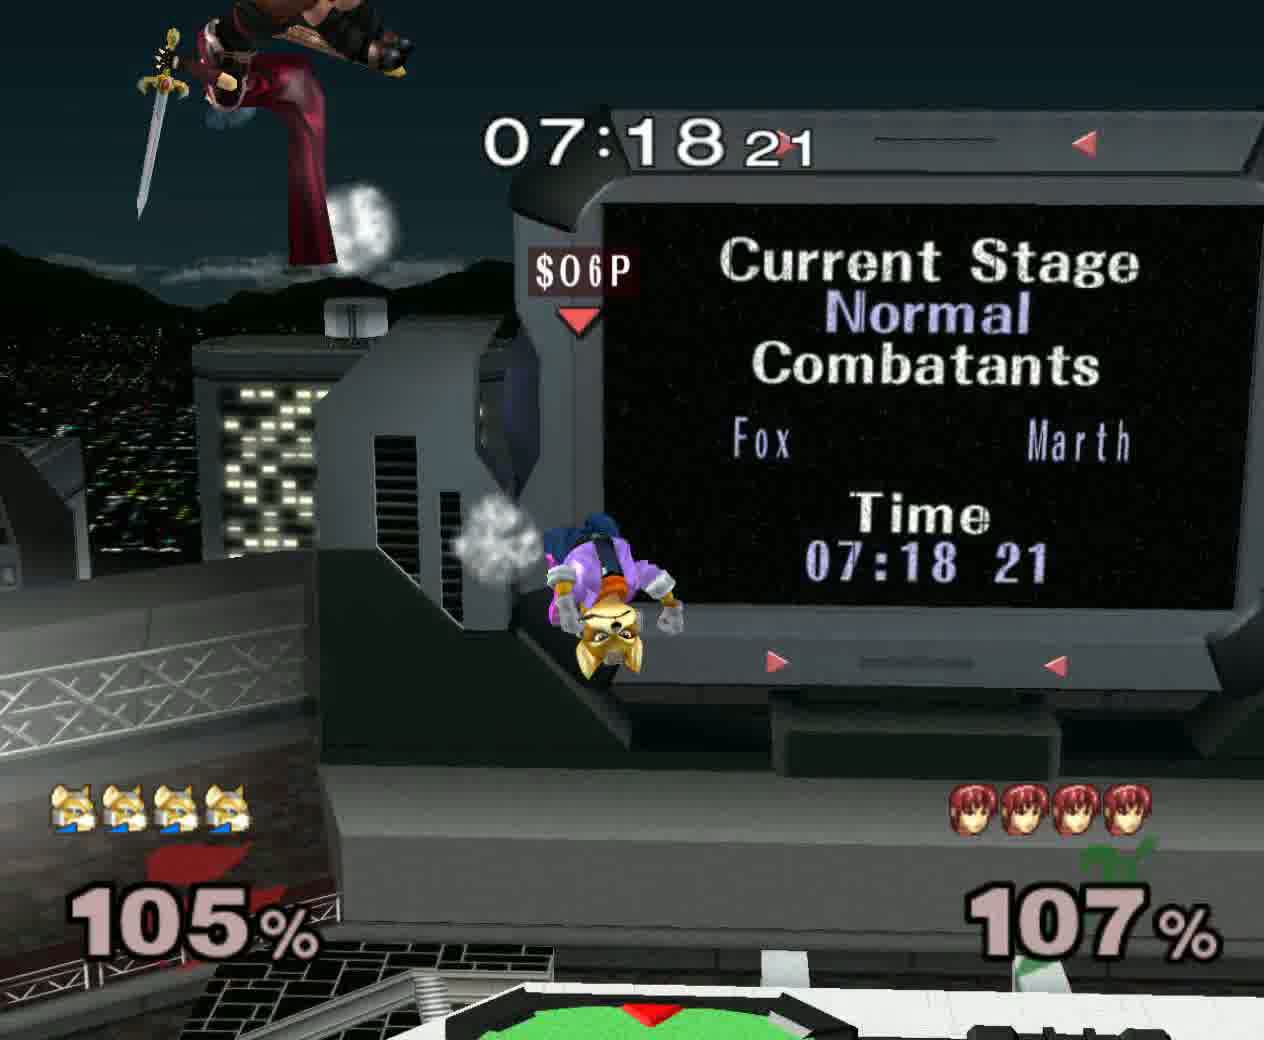 07:18 21
$06P
Current Stage
Normal
Combatants
Fox Marth
Time
07:18 21
105%
107%